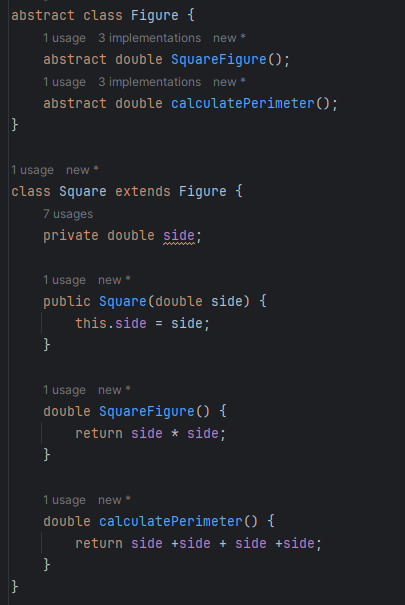 abstract class Figure {
1 usage 3 implementations new *
abstract double SquareFigure();
1 usage 3 implementations new *
abstract double calculatePerimeter();
}
1 usage new *
class Square extends Figure {
7 usages
private double side;
1 usage new *
public Square(double side) {
this.side = side;
}
1 usage new *
double SquareFigure() {
return side * side;
}
1 usage new *
double calculatePerimeter() {
return side +side + side +side;
}
}